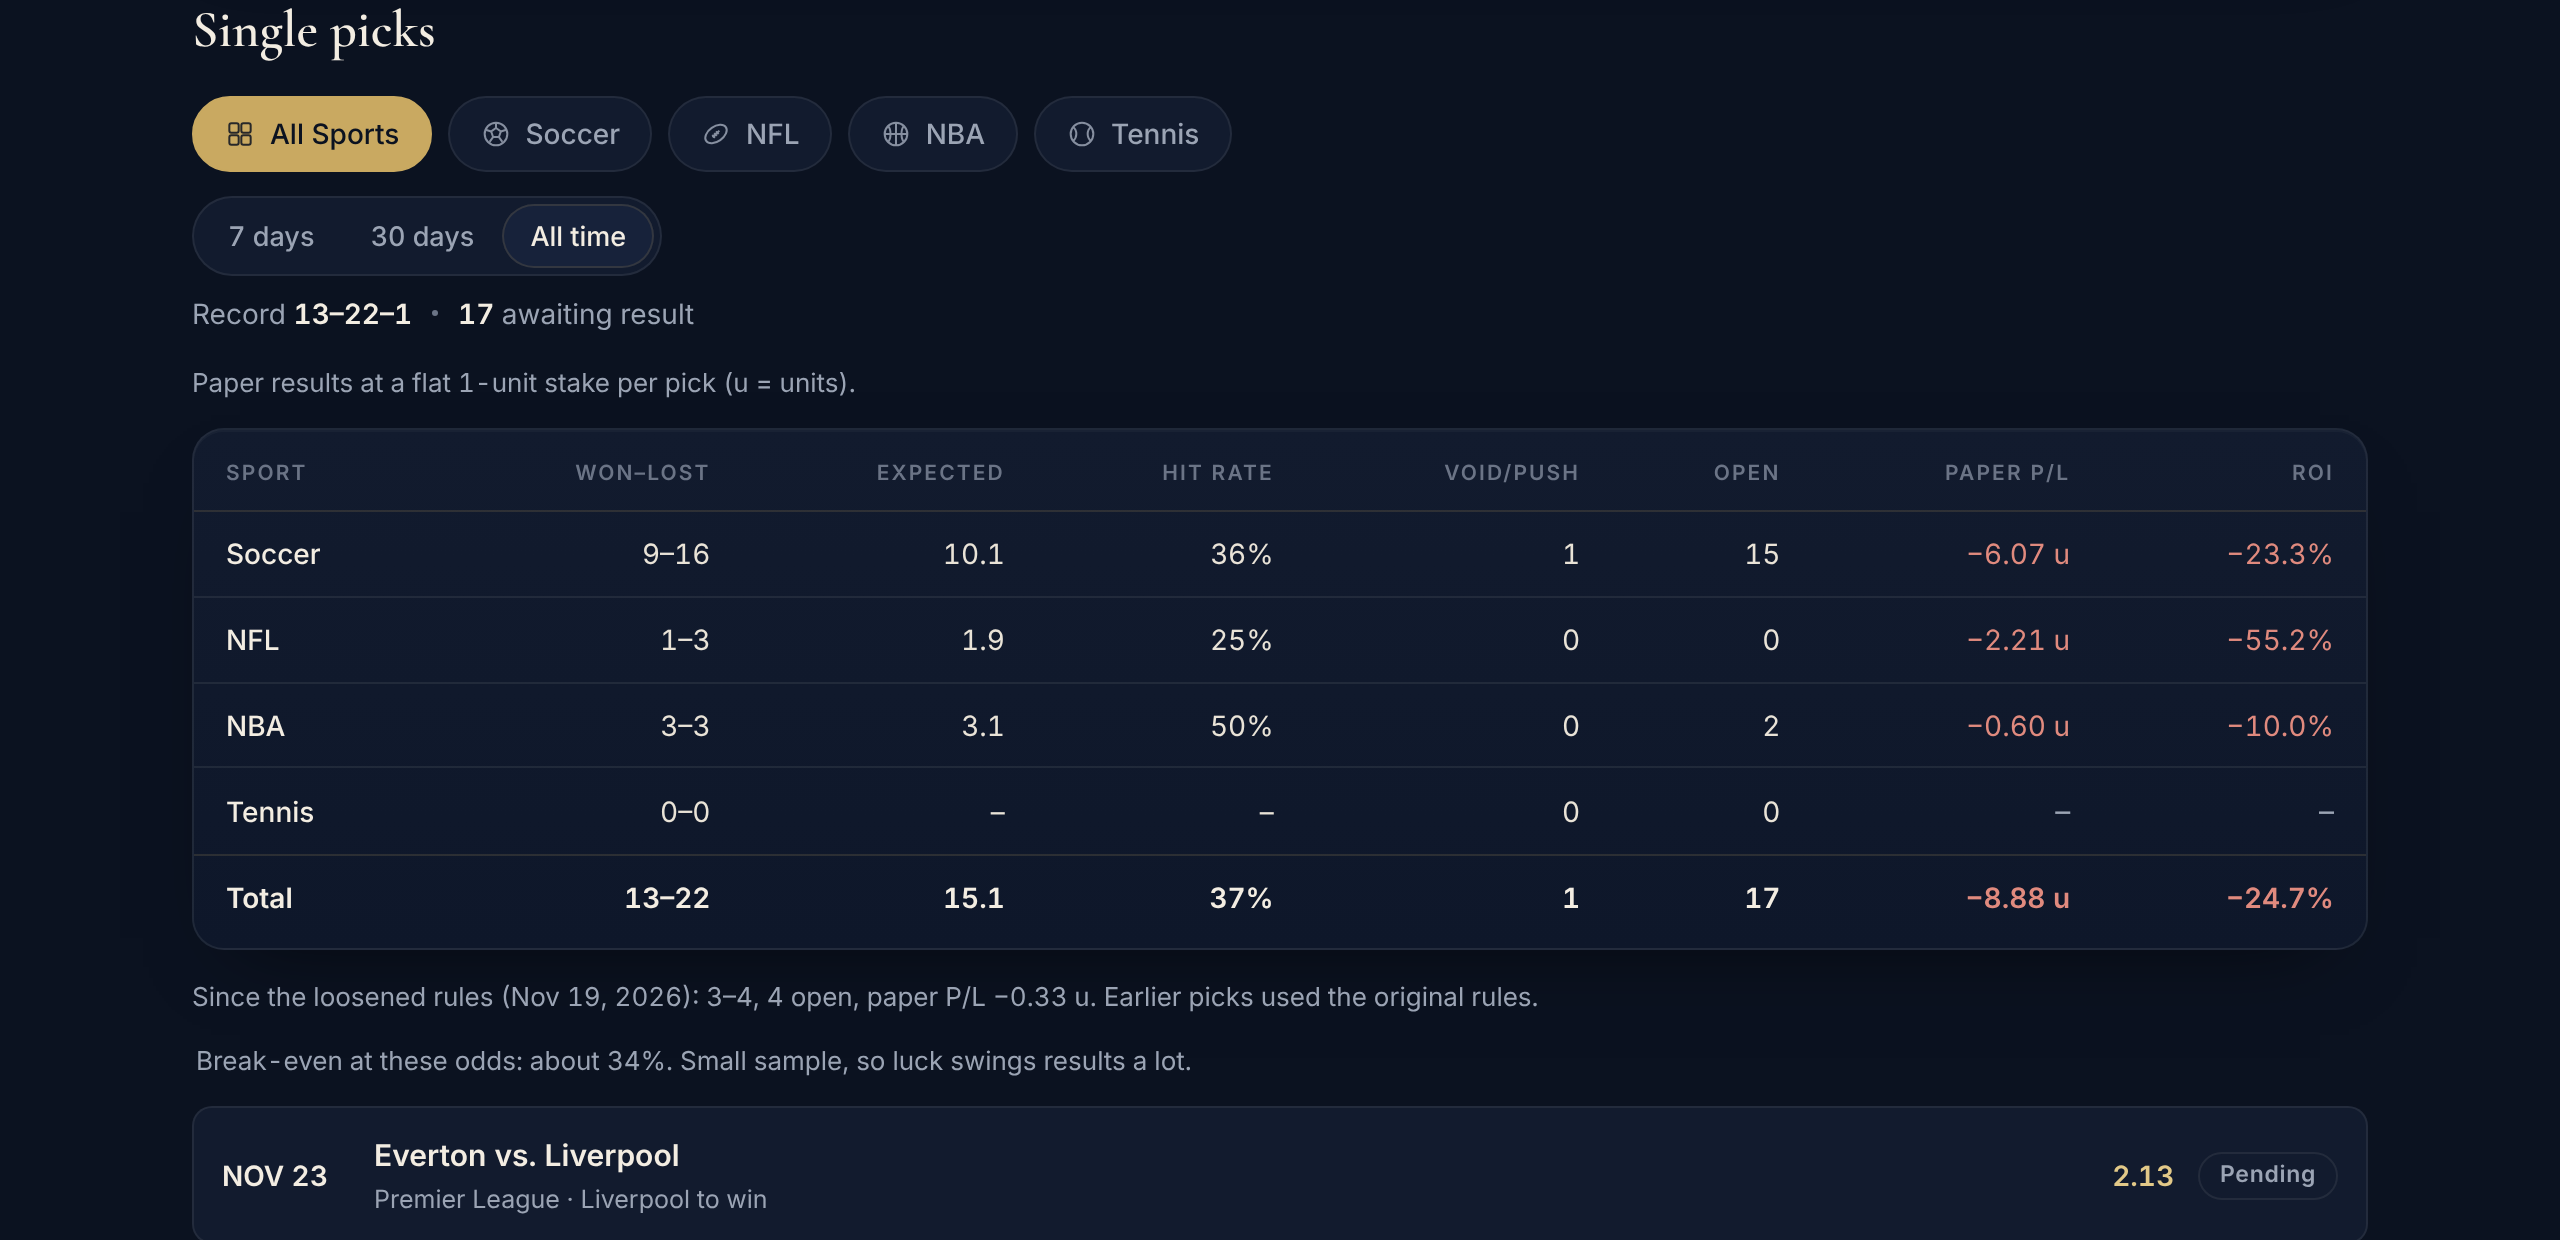 Single picks
All Sports Soccer NFL NBA Tennis
7 days 30 days All time
Record 13–22–1 · 17 awaiting result
Paper results at a flat 1-unit stake per pick (u = units).
SPORT WON–LOST EXPECTED HIT RATE VOID/PUSH OPEN PAPER P/L ROI
Soccer 9–16 10.1 36% 1 15 −6.07 u −23.3%
NFL 1–3 1.9 25% 0 0 −2.21 u −55.2%
NBA 3–3 3.1 50% 0 2 −0.60 u −10.0%
Tennis 0–0 – – 0 0 – –
Total 13–22 15.1 37% 1 17 −8.88 u −24.7%
Since the loosened rules (Nov 19, 2026): 3–4, 4 open, paper P/L −0.33 u. Earlier picks used the original rules.
Break-even at these odds: about 34%. Small sample, so luck swings results a lot.
NOV 23 Everton vs. Liverpool 2.13 Pending
Premier League · Liverpool to win